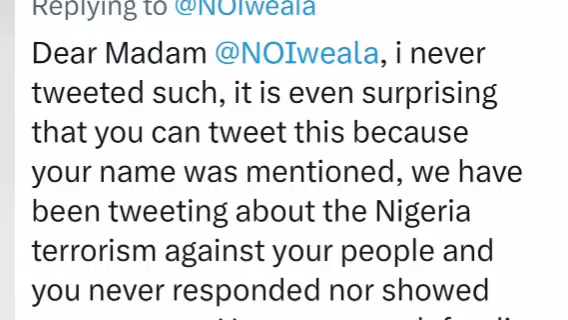 Replying to @NOIweala
Dear Madam @NOIweala, i never
tweeted such, it is even surprising
that you can tweet this because
your name was mentioned, we have
been tweeting about the Nigeria
terrorism against your people and
you never responded nor showed